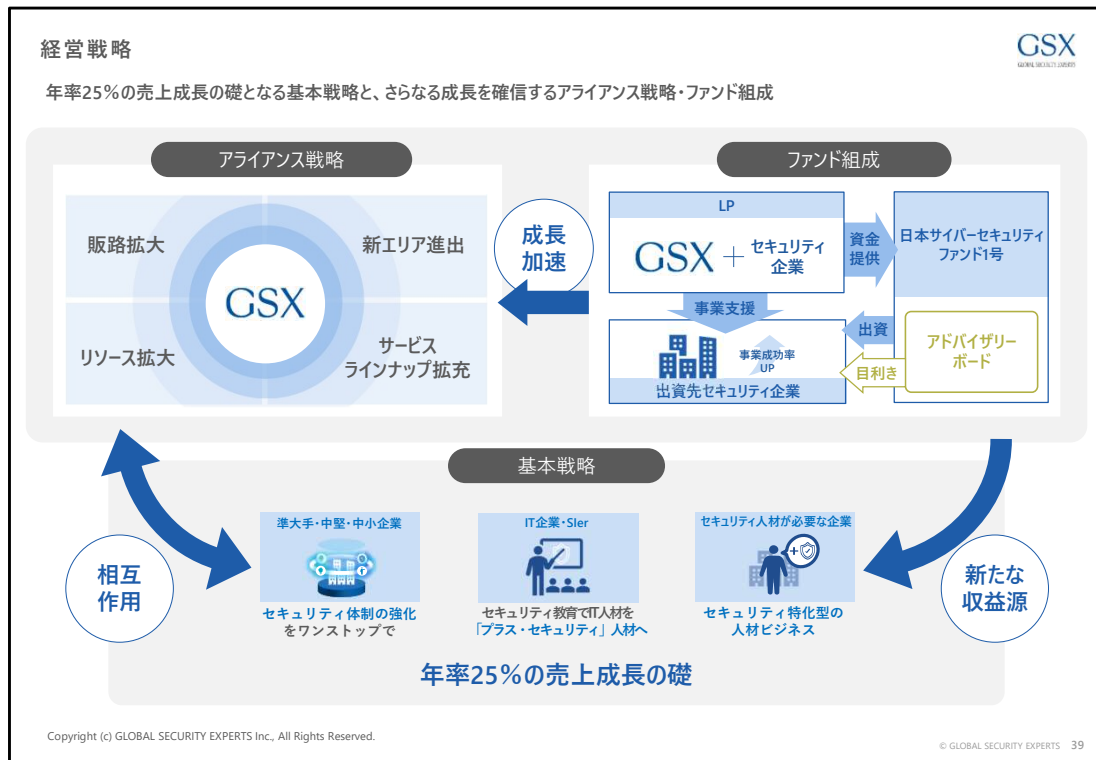 経営戦略
GSX
GLOBAL SECURITY EXPERTS
年率25%の売上成長の礎となる基本戦略と、さらなる成長を確信するアライアンス戦略・ファンド組成
アライアンス戦略
販路拡大
新エリア進出
GSX
リソース拡大
サービス
ラインナップ拡充
成長
加速
ファンド組成
LP
GSX+セキュリティ
企業
資金
提供
日本サイバーセキュリティ
ファンド1号
事業支援
事業成功率
UP
出資先セキュリティ企業
出資
目利き
アドバイザリー
ボード
基本戦略
相互
作用
準大手・中堅・中小企業
セキュリティ体制の強化
をワンストップで
IT企業・SIer
セキュリティ教育でIT人材を
「プラス・セキュリティ」人材へ
セキュリティ人材が必要な企業
セキュリティ特化型の
人材ビジネス
新たな
収益源
年率25%の売上成長の礎
Copyright (c) GLOBAL SECURITY EXPERTS Inc., All Rights Reserved.
© GLOBAL SECURITY EXPERTS 39